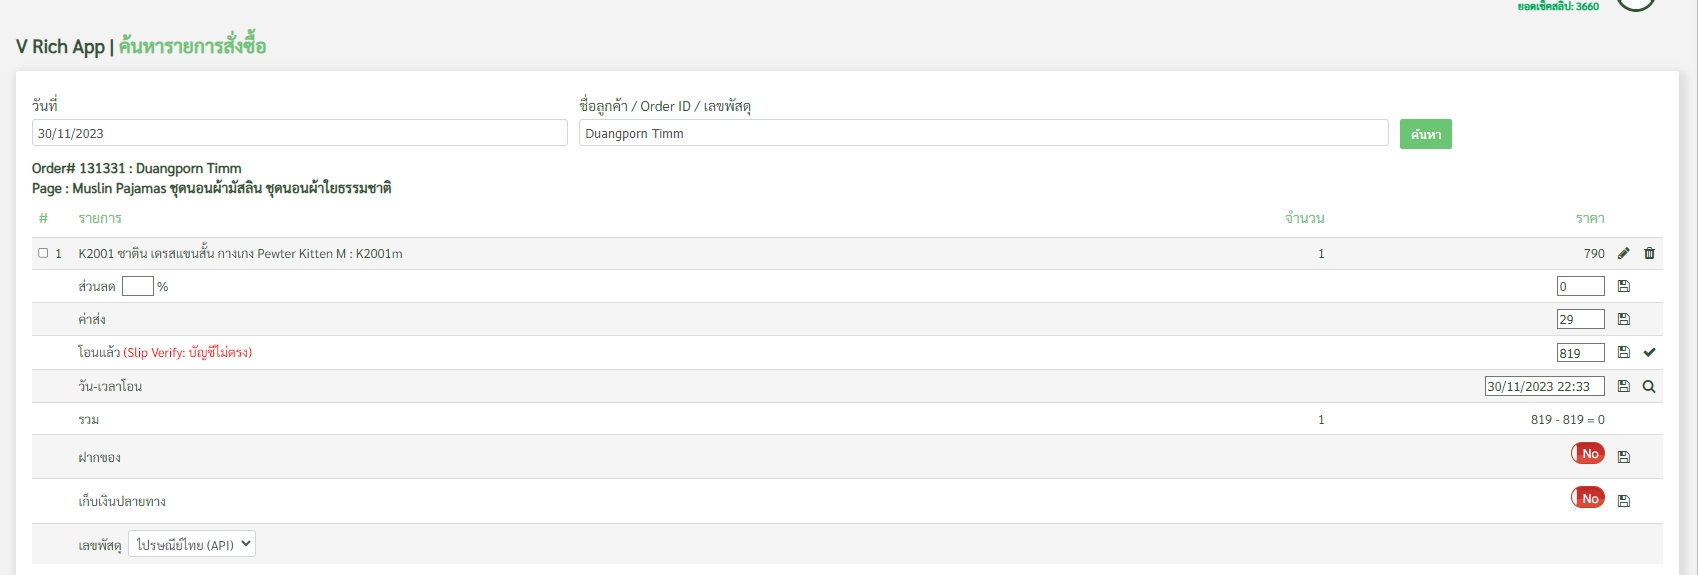 ยอดเช็คสลิป: 3660
V Rich App | ค้นหารายการสั่งซื้อ
วันที่ ชื่อลูกค้า / Order ID / เลขพัสดุ
30/11/2023 Duangporn Timm ค้นหา
Order# 131331 : Duangporn Timm
Page : Muslin Pajamas ชุดนอนผ้ามัสลิน ชุดนอนผ้าใยธรรมชาติ
# รายการ จำนวน ราคา
1 K2001 ซาติน เดรสแขนสั้น กางเกง Pewter Kitten M : K2001m 1 790
ส่วนลด % 0
ค่าส่ง 29
โอนแล้ว (Slip Verify: บัญชีไม่ตรง) 819
วัน-เวลาโอน 30/11/2023 22:33
รวม 1 819 - 819 = 0
ฝากของ No
เก็บเงินปลายทาง No
เลขพัสดุ ไปรษณีย์ไทย (API)